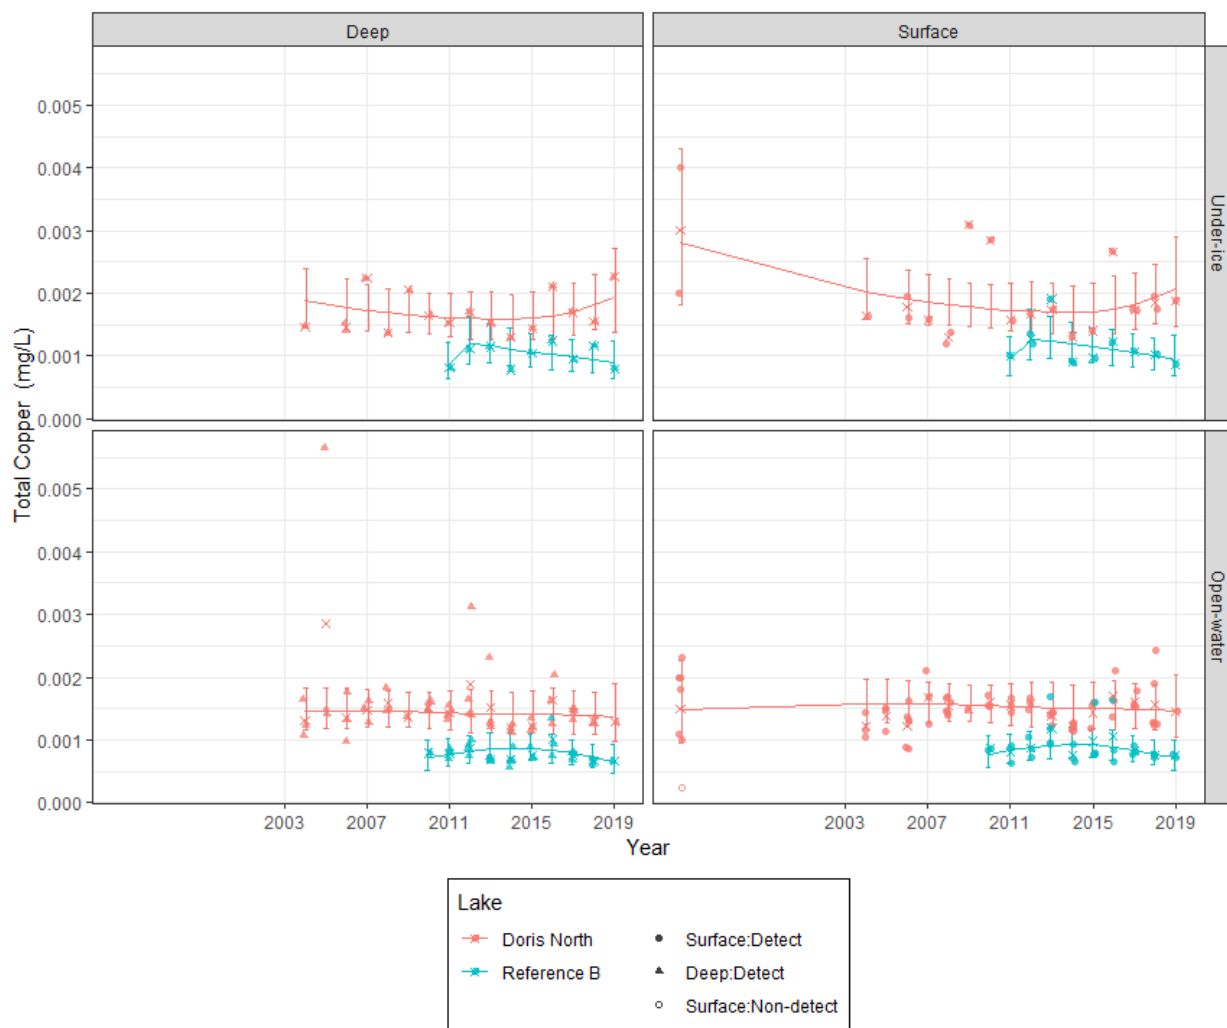 Deep
Surface
0.005
0.004
0.003
0.002
0.001
0.000
Under-ice
0.005
0.004
0.003
0.002
0.001
0.000
Open-water
Total Copper (mg/L)
2003 2007 2011 2015 2019
2003 2007 2011 2015 2019
Year
Lake
Doris North
Reference B
Surface:Detect
Deep:Detect
Surface:Non-detect